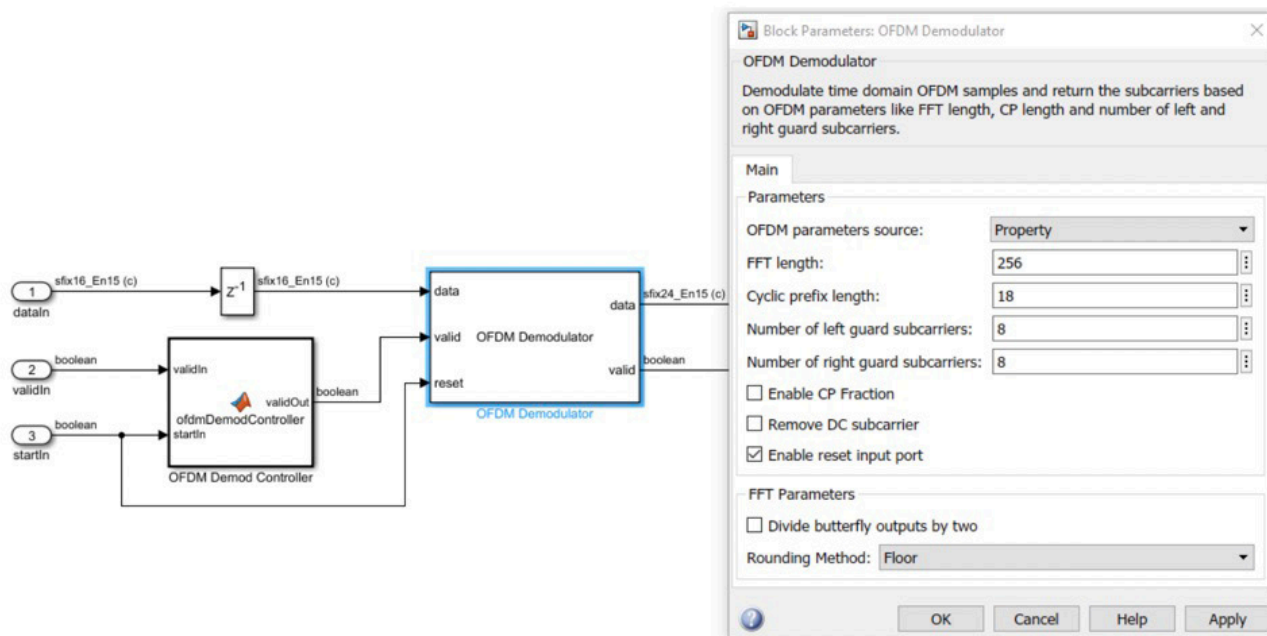 sfix16_En15 (c)
1
dataIn
z-1
sfix16_En15 (c)
boolean
2
validIn
boolean
3
startIn
validIn
ofdmDemodController
validOut
startIn
OFDM Demod Controller
boolean
data
valid
OFDM Demodulator
reset
data
valid
OFDM Demodulator
sfix24_En15 (c)
boolean
Block Parameters: OFDM Demodulator
OFDM Demodulator
Demodulate time domain OFDM samples and return the subcarriers based
on OFDM parameters like FFT length, CP length and number of left and
right guard subcarriers.
Main
Parameters
OFDM parameters source: Property
FFT length: 256
Cyclic prefix length: 18
Number of left guard subcarriers: 8
Number of right guard subcarriers: 8
Enable CP Fraction
Remove DC subcarrier
Enable reset input port
FFT Parameters
Divide butterfly outputs by two
Rounding Method: Floor
OK Cancel Help Apply